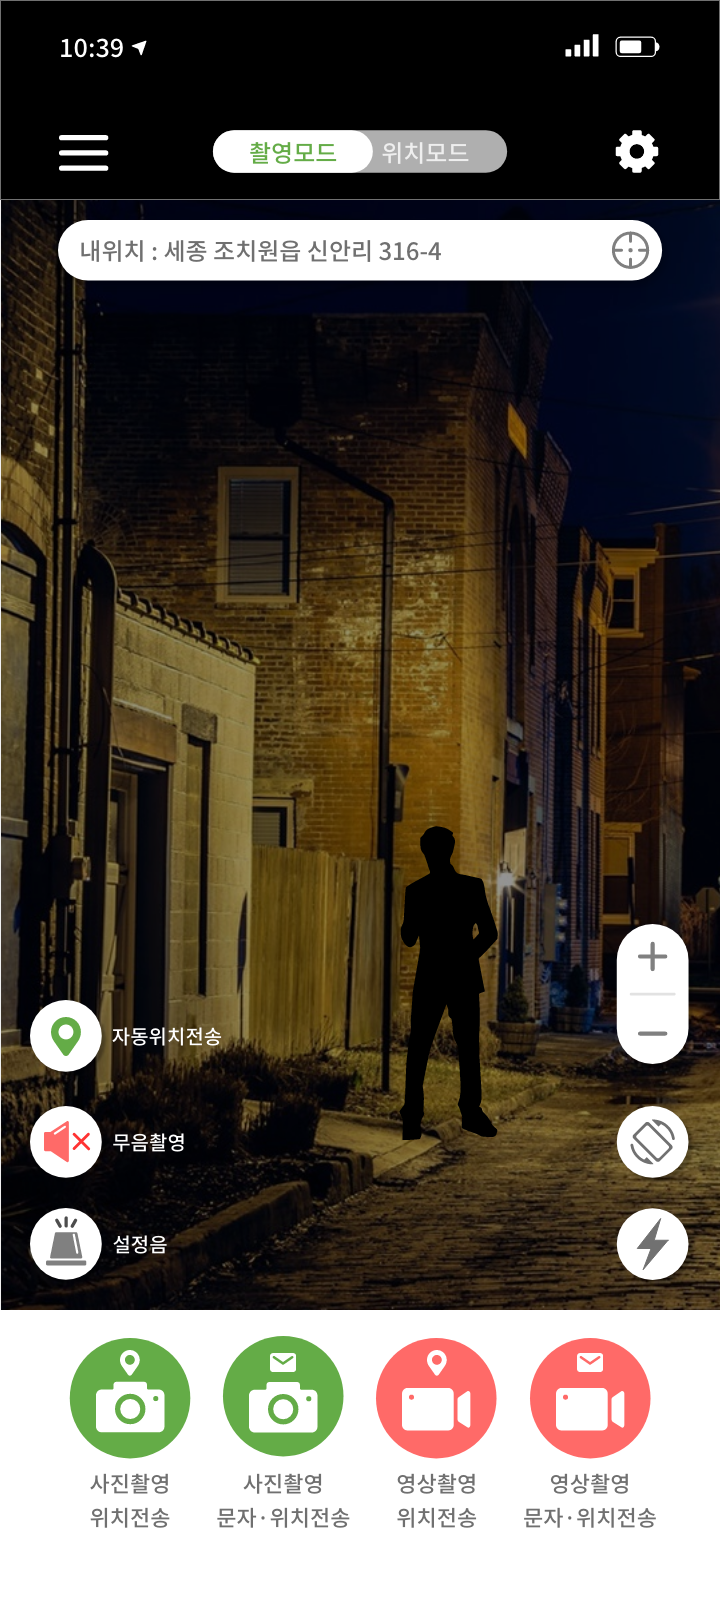 10:39
촬영모드 위치모드
내위치 : 세종 조치원읍 신안리 316-4
자동위치전송
무음촬영
설정음
사진촬영
위치전송
사진촬영
문자·위치전송
영상촬영
위치전송
영상촬영
문자·위치전송